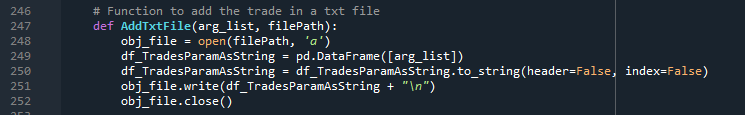 246 # Function to add the trade in a txt file
247 def AddTxtFile(arg_list, filePath):
248 obj_file = open(filePath, 'a')
249 df_TradesParamAsString = pd.DataFrame([arg_list])
250 df_TradesParamAsString = df_TradesParamAsString.to_string(header=False, index=False)
251 obj_file.write(df_TradesParamAsString + "\n")
252 obj_file.close()